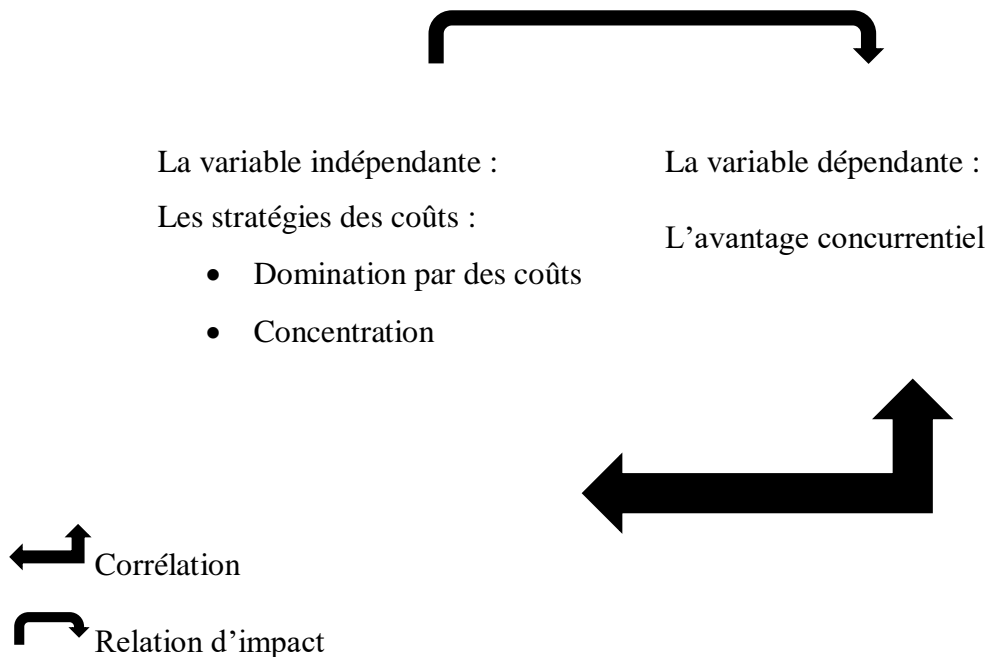 La variable indépendante :
Les stratégies des coûts :
• Domination par des coûts
• Concentration
La variable dépendante :
L’avantage concurrentiel
Corrélation
Relation d’impact